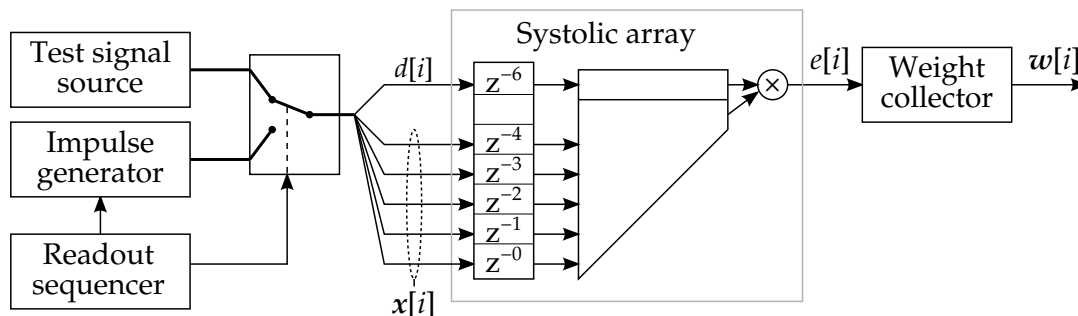 Systolic array
Test signal
source
d[i]
z⁻⁶
e[i]
Weight
collector
w[i]
Impulse
generator
z⁻⁴
z⁻³
z⁻²
z⁻¹
z⁻⁰
×
Readout
sequencer
x[i]